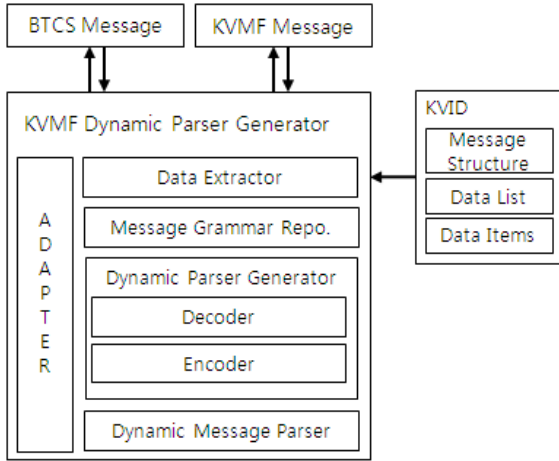 BTCS Message
KVMF Message
KVMF Dynamic Parser Generator
KVID
Message
Structure
Data List
Data Items
A
D
A
P
T
E
R
Data Extractor
Message Grammar Repo.
Dynamic Parser Generator
Decoder
Encoder
Dynamic Message Parser